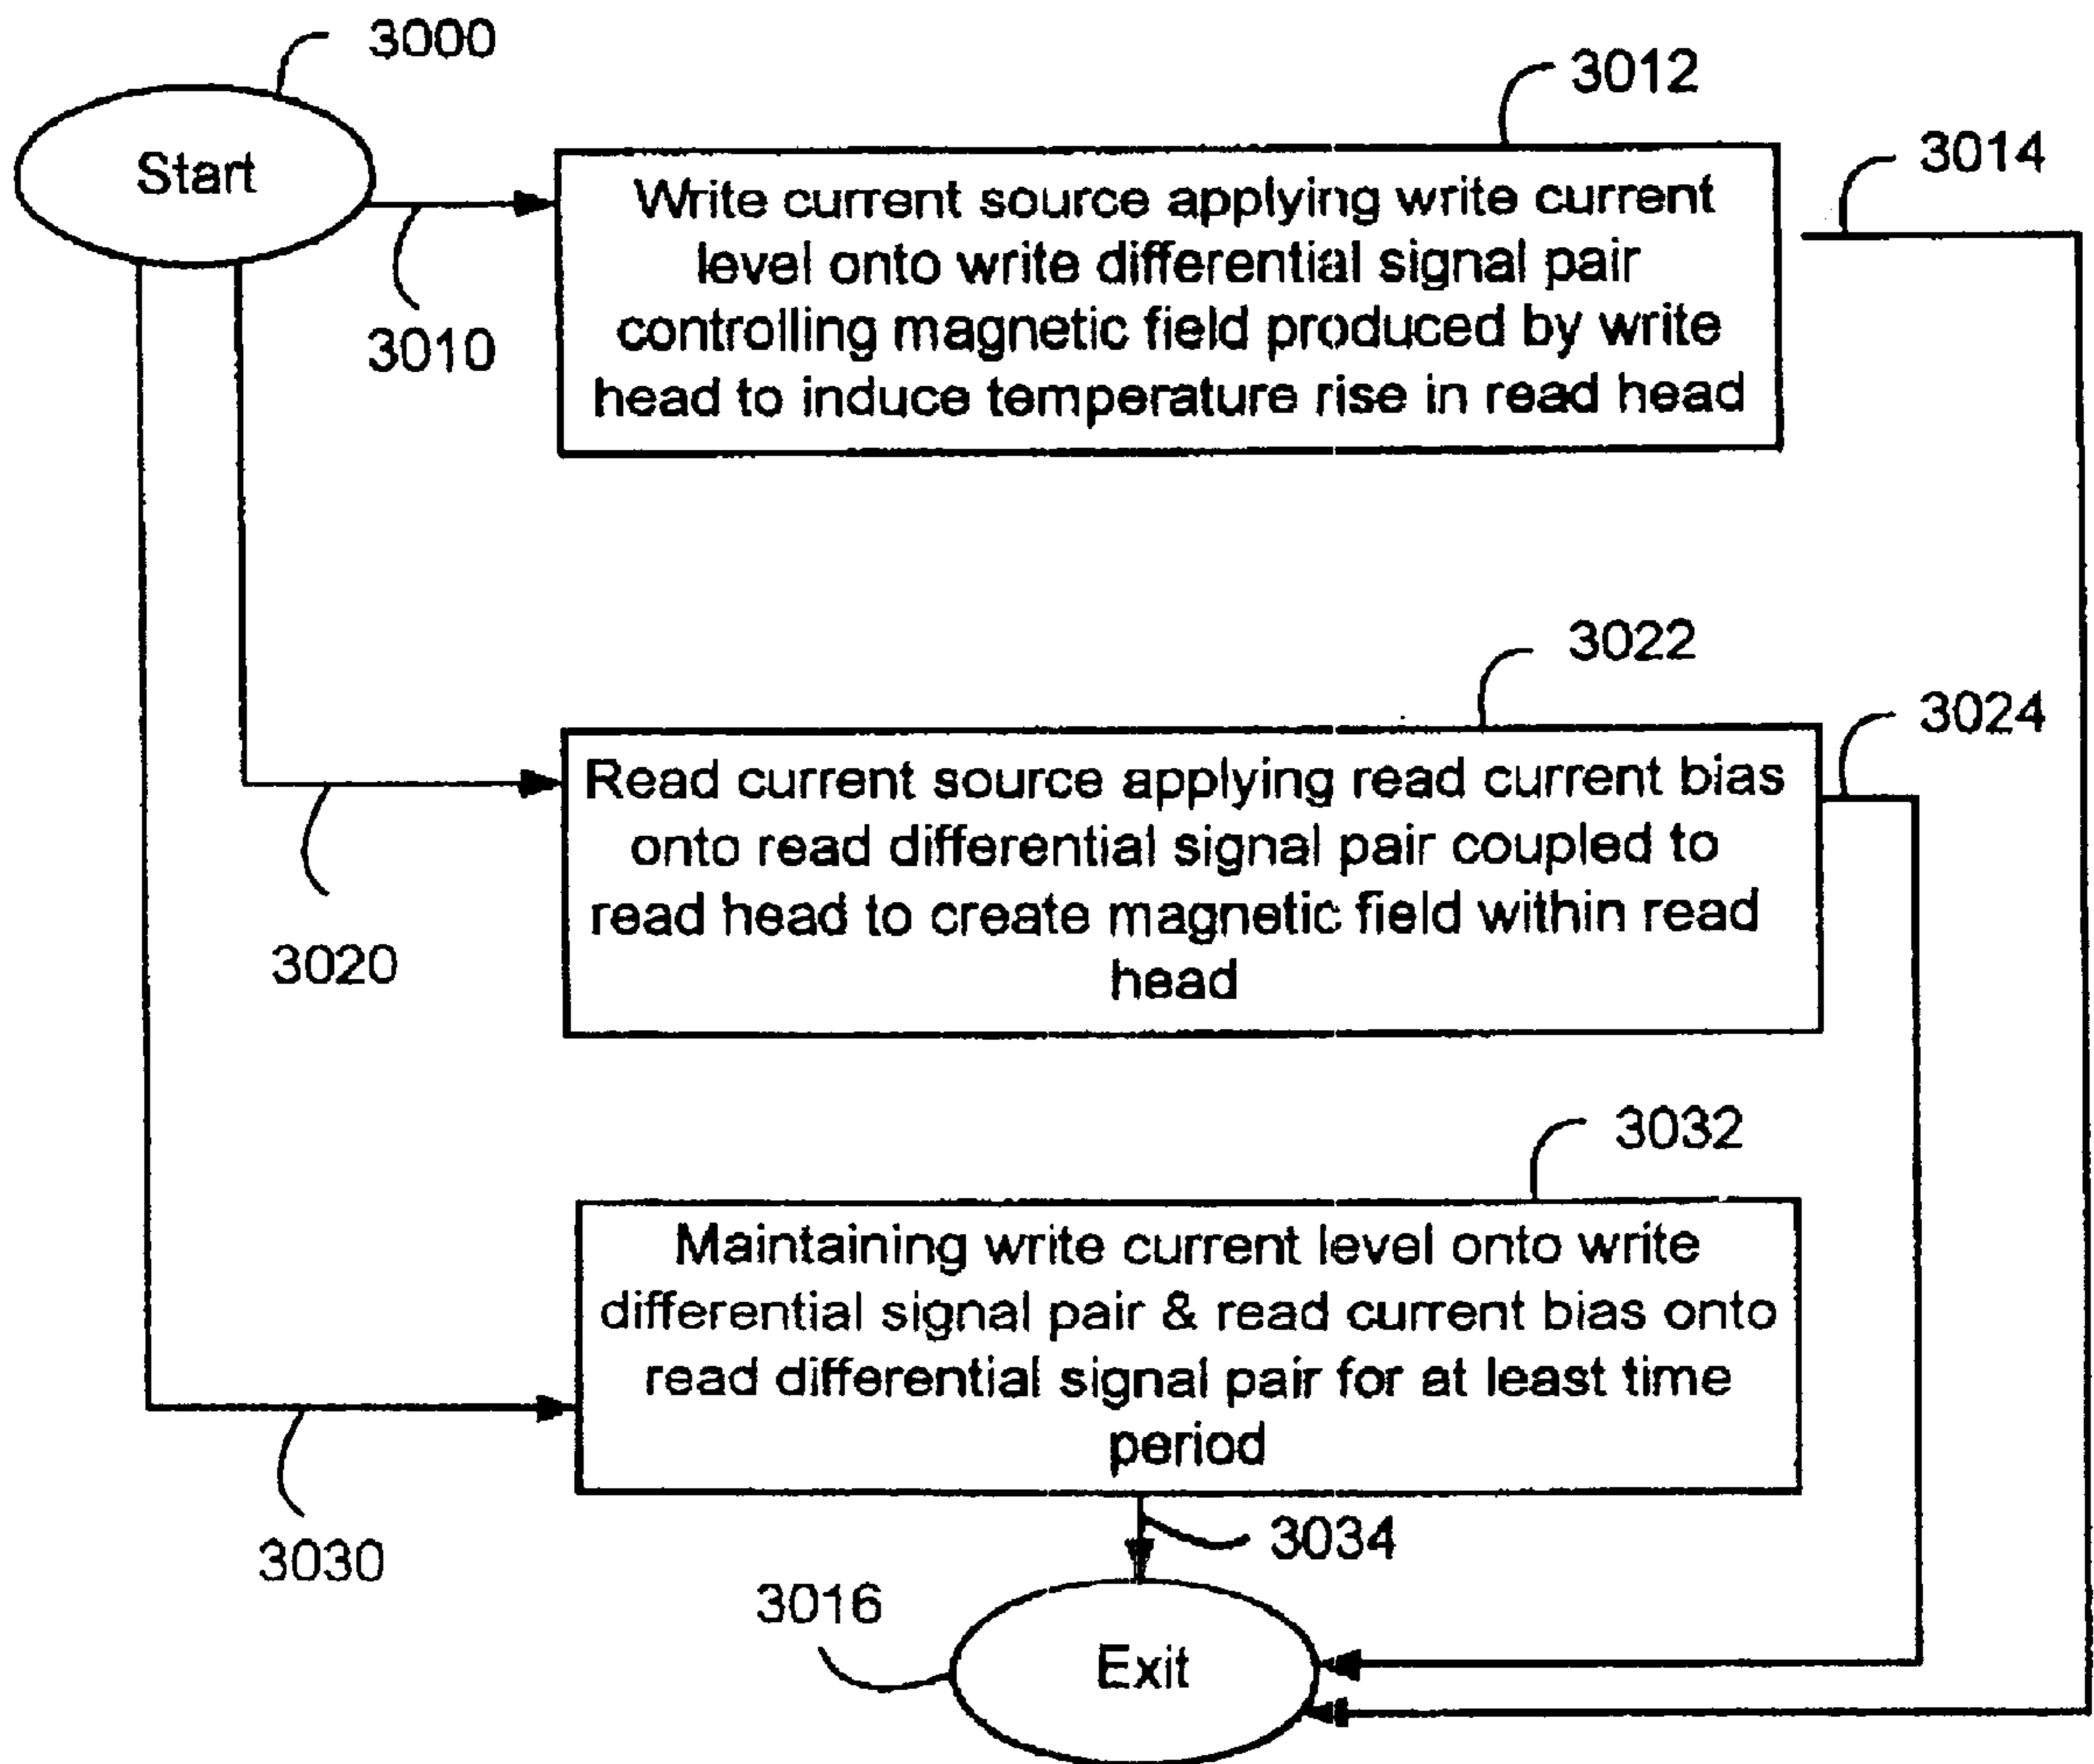 3000
Start
3010
3012
3014
Write current source applying write current
level onto write differential signal pair
controlling magnetic field produced by write
head to induce temperature rise in read head
3020
3022
3024
Read current source applying read current bias
onto read differential signal pair coupled to
read head to create magnetic field within read
head
3030
3032
Maintaining write current level onto write
differential signal pair & read current bias onto
read differential signal pair for at least time
period
3034
3016
Exit